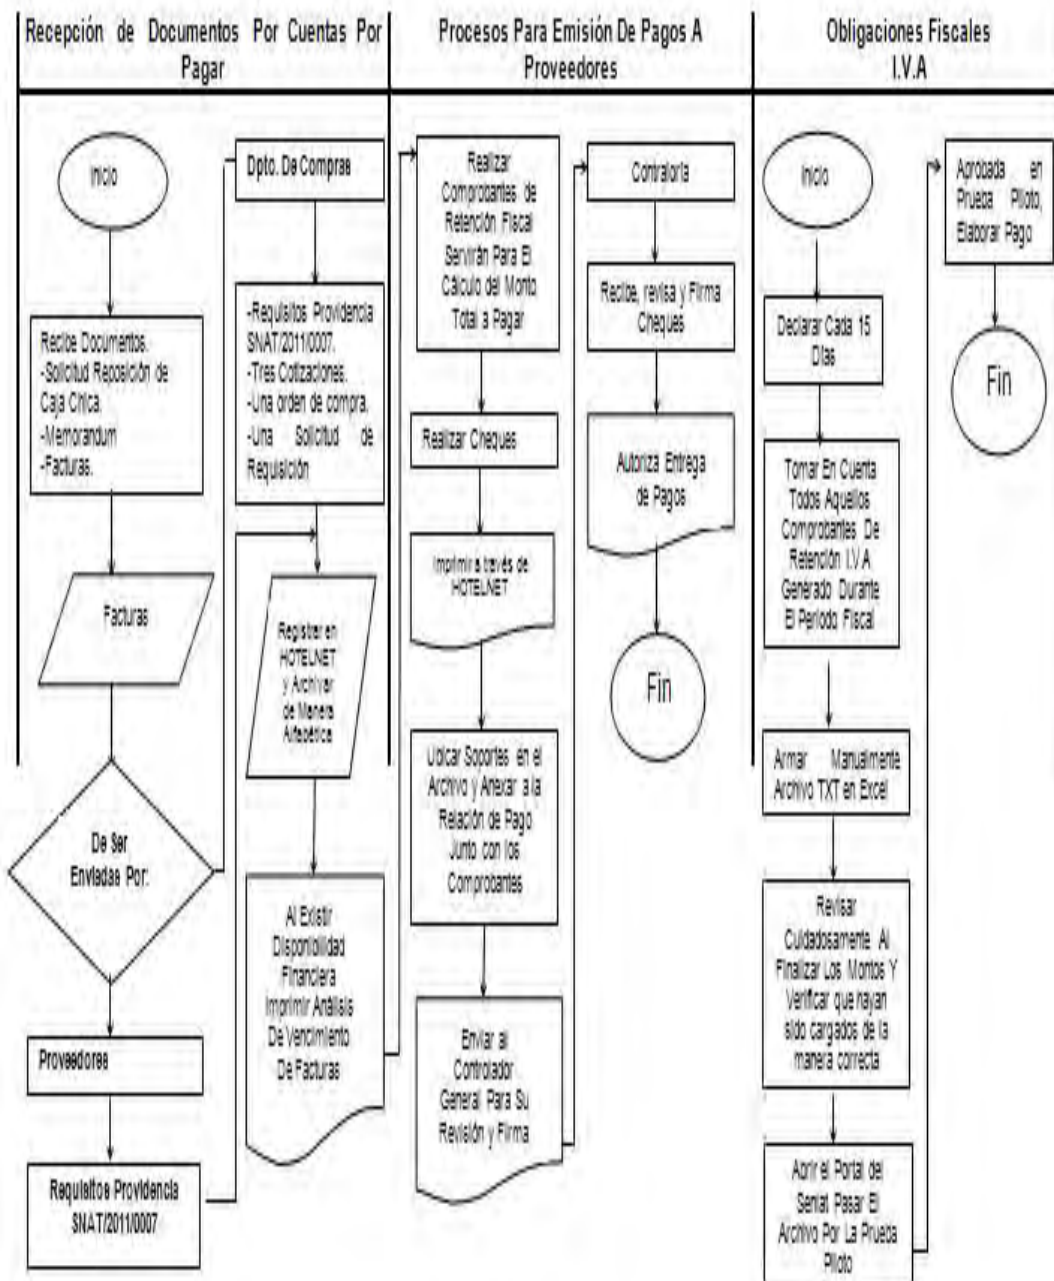 Recepción de Documentos Por Cuentas Por
Pagar
Procesos Para Emisión De Pagos A
Proveedores
Obligaciones Fiscales
I.V.A
Inicio
Recibe Documentos.
-Solicitud Reposición de
Caja Chica.
-Memorandum
-Facturas.
Facturas
De Ser
Enviadas Por:
Proveedores
Requisitos Providencia
SNAT/2011/0007
Dpto. De Compras
-Requisitos Providencia
SNAT/2011/0007.
-Tres Cotizaciones.
-Una orden de compra.
-Una Solicitud de
Requisición
Registrar en
HOTELNET
y Archivar
de Manera
Alfabética
Al Existir
Disponibilidad
Financiera
Imprimir Análisis
De Vencimiento
De Facturas
Realizar
Comprobantes de
Retención Fiscal
Servirán Para El
Cálculo del Monto
Total a Pagar
Realizar Cheques
Imprimir a través de
HOTELNET
Ubicar Soportes en el
Archivo y Anexar a la
Relación de Pago
Junto con los
Comprobantes
Enviar al
Controlador
General Para Su
Revisión y Firma
Contraloría
Recibe, revisa y Firma
Cheques
Autoriza Entrega
de Pagos
Fin
Inicio
Declarar Cada 15
Días
Tomar En Cuenta
Todos Aquellos
Comprobantes De
Retención I.V.A
Generado Durante
El Período Fiscal
Armar Manualmente
Archivo TXT en Excel
Revisar
Cuidadosamente Al
Finalizar Los Montos Y
Verificar que hayan
sido cargados de la
manera correcta
Abrir el Portal del
Seniat Pasar El
Archivo Por La Prueba
Piloto
Aprobada en
Prueba Piloto,
Elaborar Pago
Fin